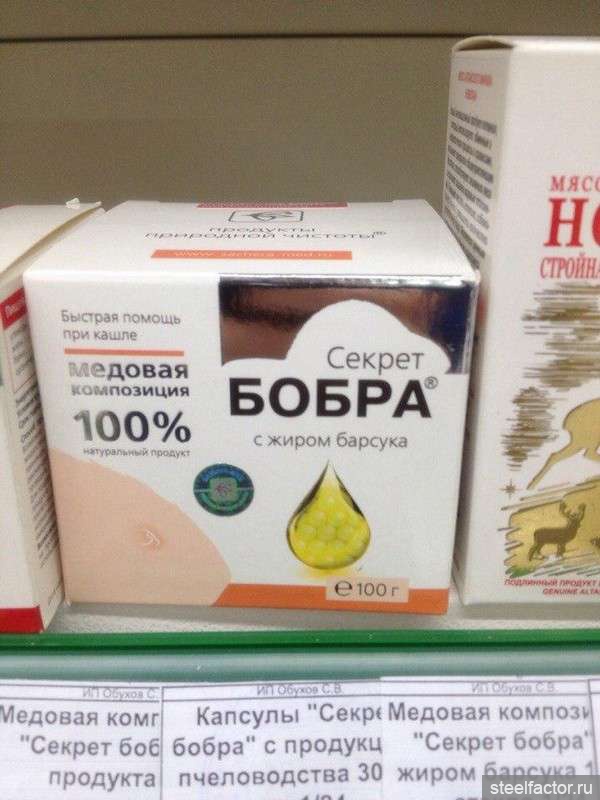 продукты
природной чистоты®
Быстрая помощь
при кашле
медовая
композиция
100%
натуральный продукт
Секрет
БОБРА®
с жиром барсука
е 100 г
МЯСО
НО
СТРОЙНА
ПОДЛИННЫЙ ПРОДУКТ
GENUINE ALTA
ИП Обухов С.
Медовая комп
"Секрет боб
продукта
ИП Обухов С.В.
Капсулы "Секре
бобра" с продукц
пчеловодства 30
ИП Обухов С.В.
Медовая компози
"Секрет бобра"
жиром барсука 1
steelfactor.ru